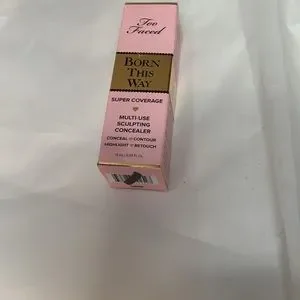 Too
Faced
BORN
THIS
WAY
SUPER COVERAGE
MULTI-USE
SCULPTING
CONCEALER
CONCEAL CONTOUR
HIGHLIGHT RETOUCH